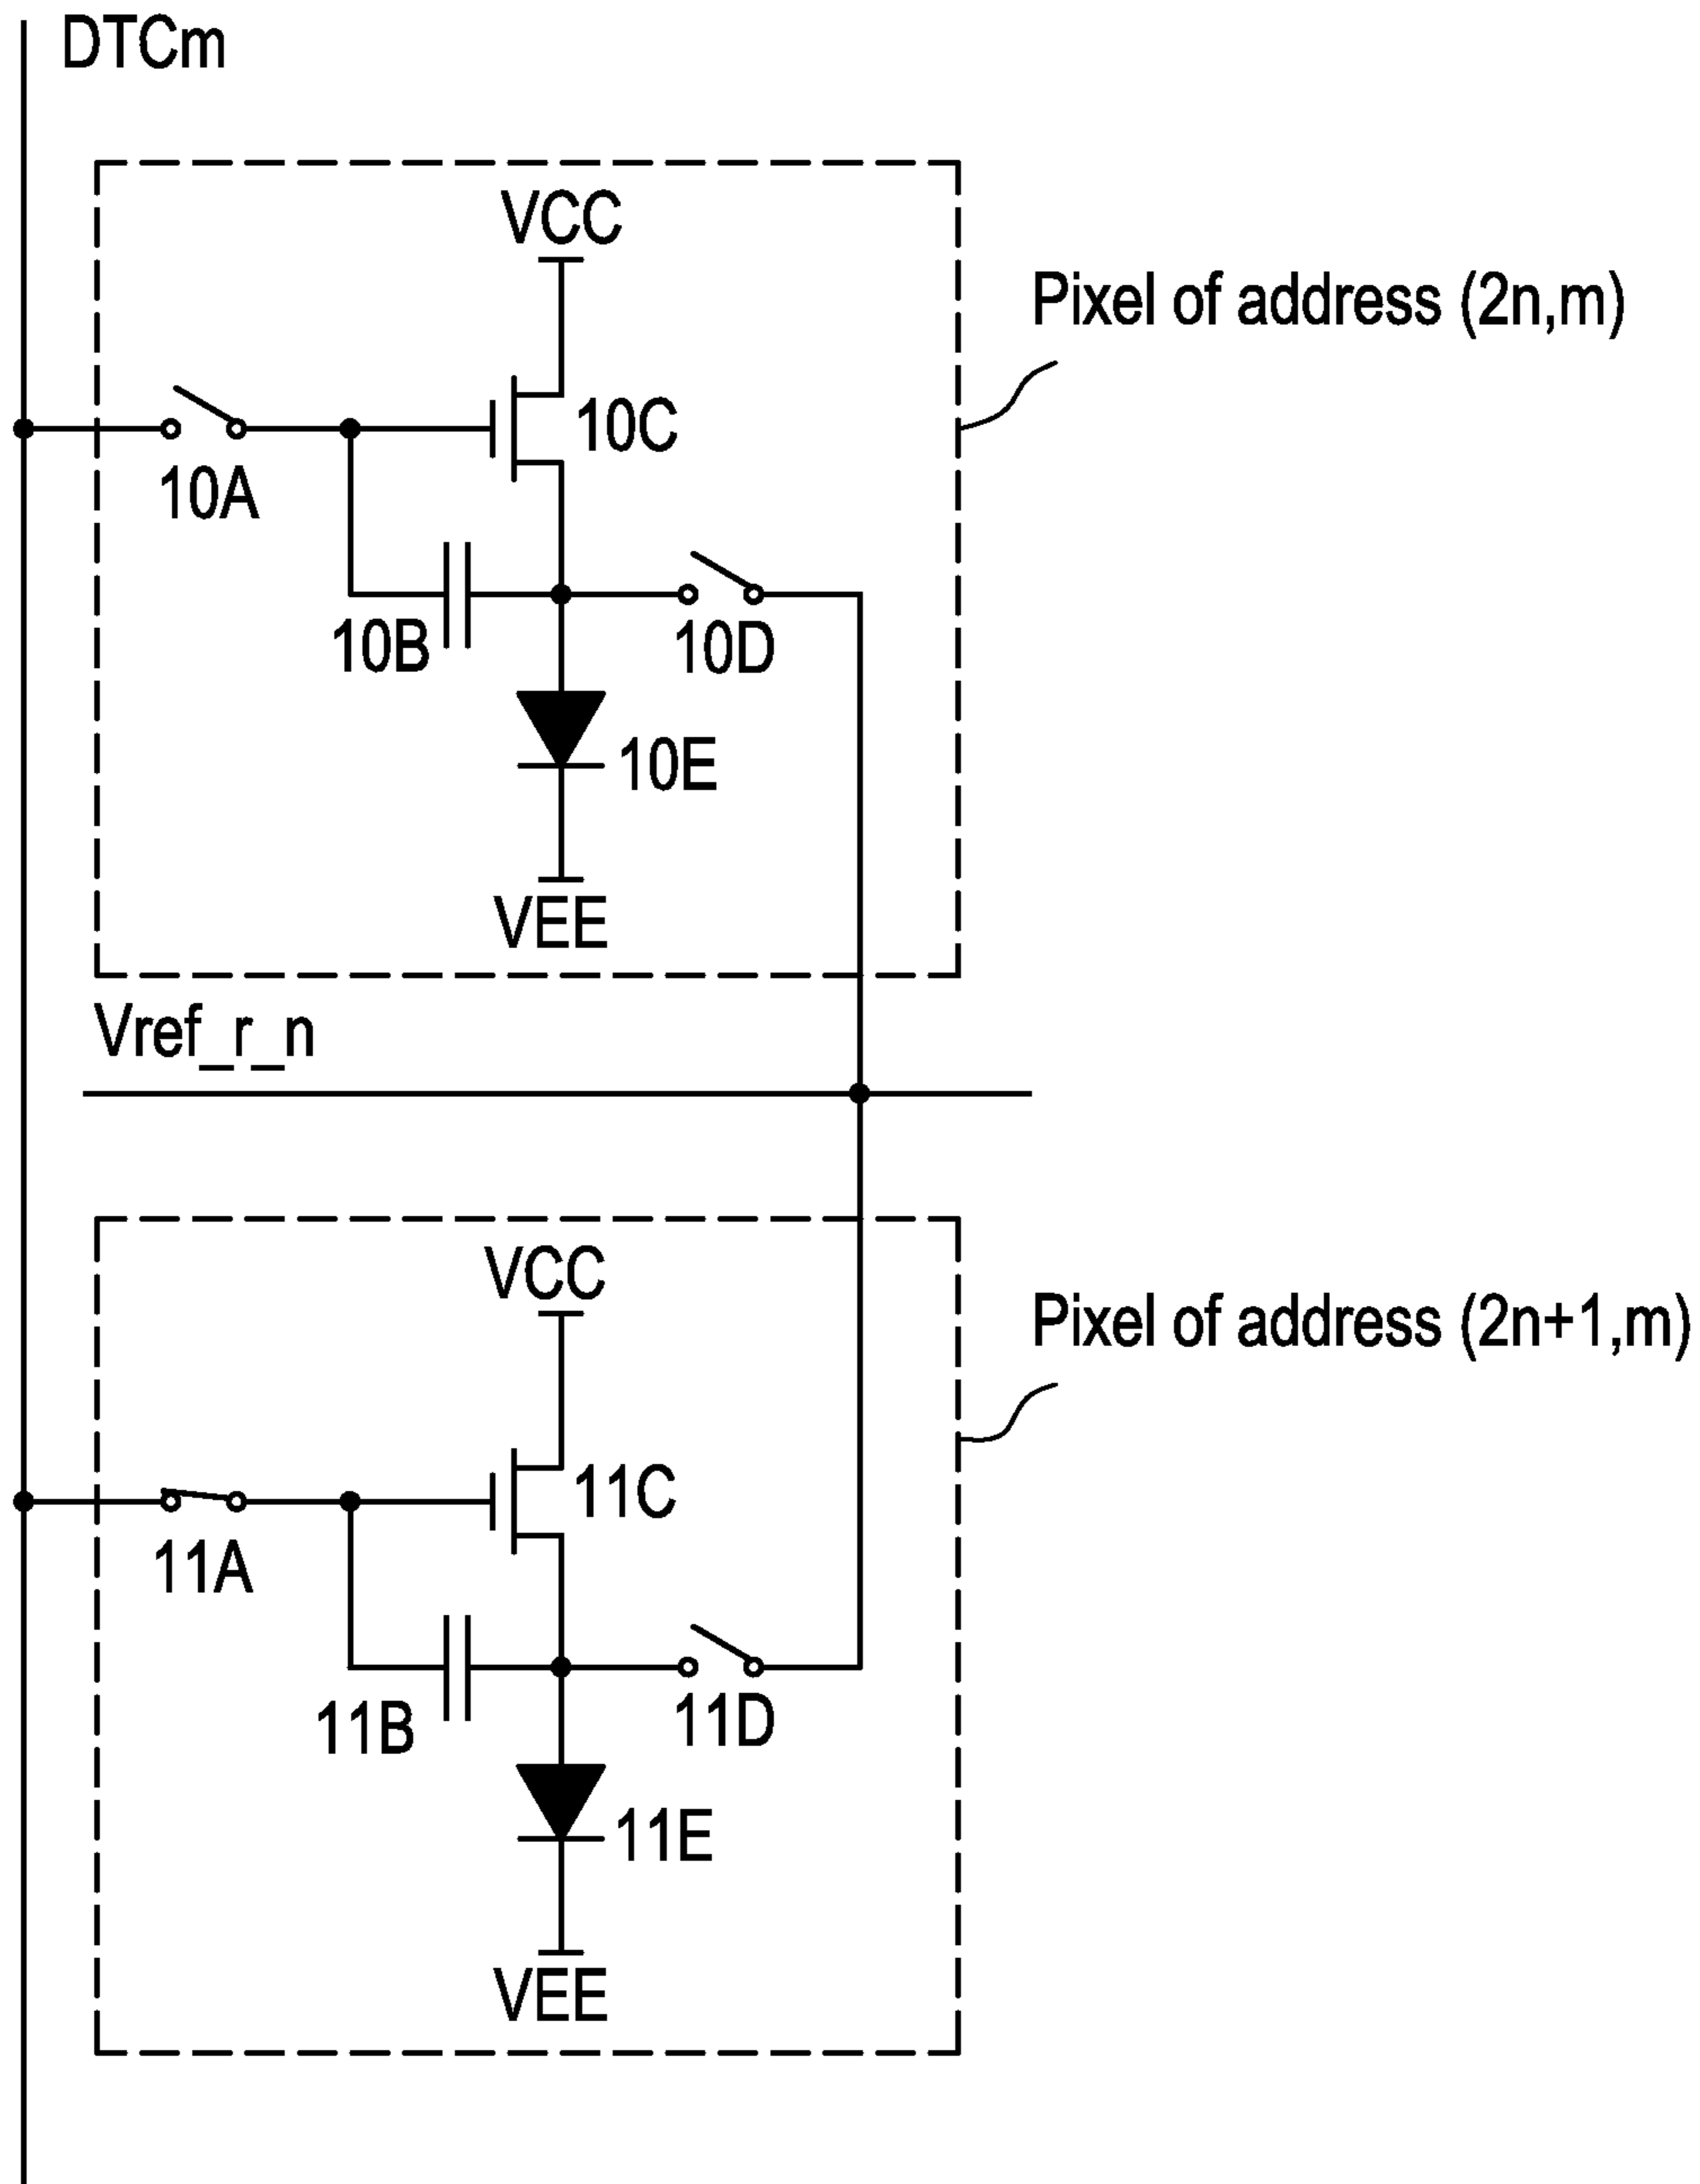 DTCm
VCC
Pixel of address (2n,m)
10C
10A
10B
10D
10E
VEE
Vref_r_n
VCC
Pixel of address (2n+1,m)
11C
11A
11B
11D
11E
VEE